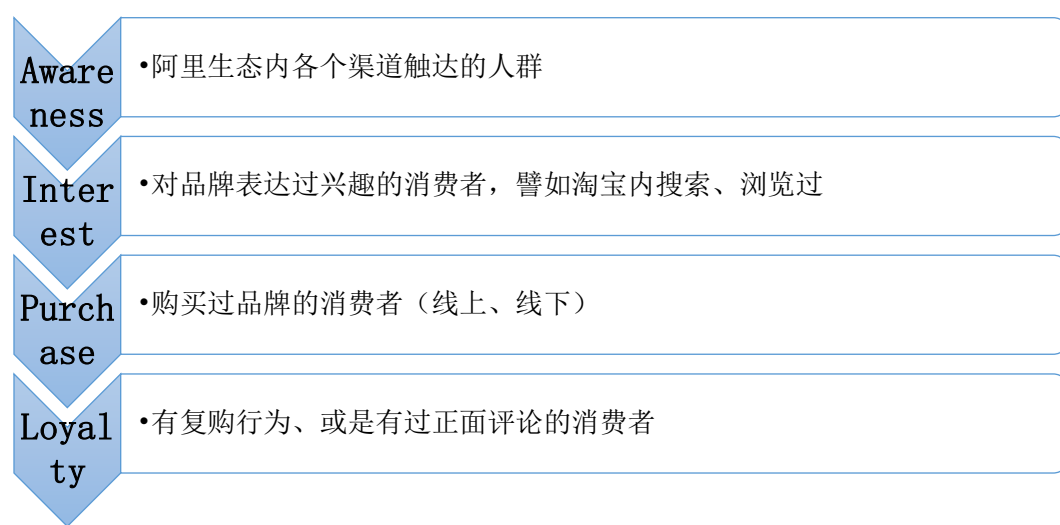 Aware
ness
•阿里生态内各个渠道触达的人群
Inter
est
•对品牌表达过兴趣的消费者，譬如淘宝内搜索、浏览过
Purch
ase
•购买过品牌的消费者（线上、线下）
Loyal
ty
•有复购行为、或是有过正面评论的消费者